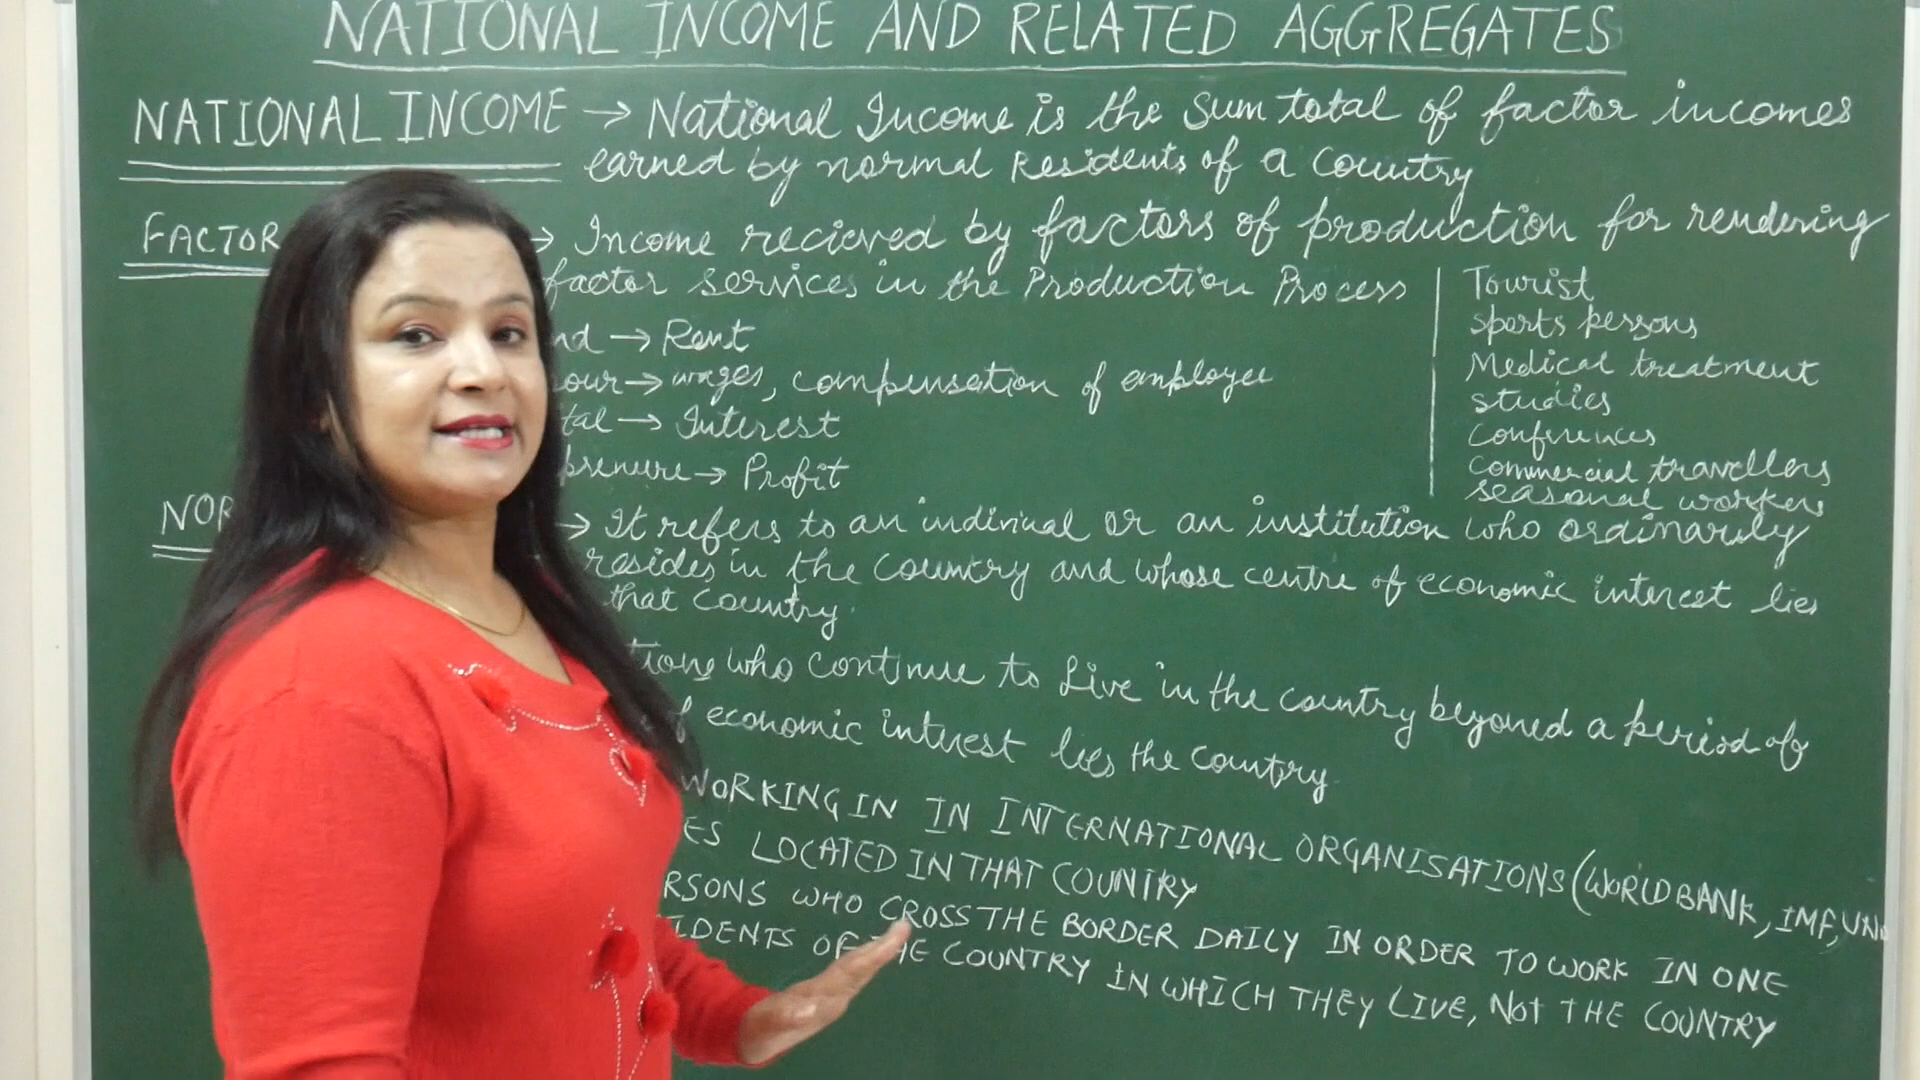 NATIONAL INCOME AND RELATED AGGREGATES
NATIONAL INCOME → National Income is the Sum total of factor incomes
earned by normal Residents of a Country
FACTOR → Income recieved by factors of production for rendering
factor services in the Production Process
nd → Rent
our → wages, compensation of employee
tal → Interest
prenure → Profit
Tourist
sports persons
Medical treatment
studies
Conferences
Commercial travellers
seasonal workers
NOR → It refers to an indiviual or an institution who ordinarily
resides in the country and whose centre of economic interest lies
that Country.
tions who continue to Live in the country beyond a period of
of economic interest lies the country.
WORKING IN IN INTERNATIONAL ORGANISATIONS (WORLD BANK, IMF, UNO
ES LOCATED IN THAT COUNTRY
RSONS WHO CROSS THE BORDER DAILY IN ORDER TO WORK IN ONE
IDENTS OF THE COUNTRY IN WHICH THEY LIVE, NOT THE COUNTRY